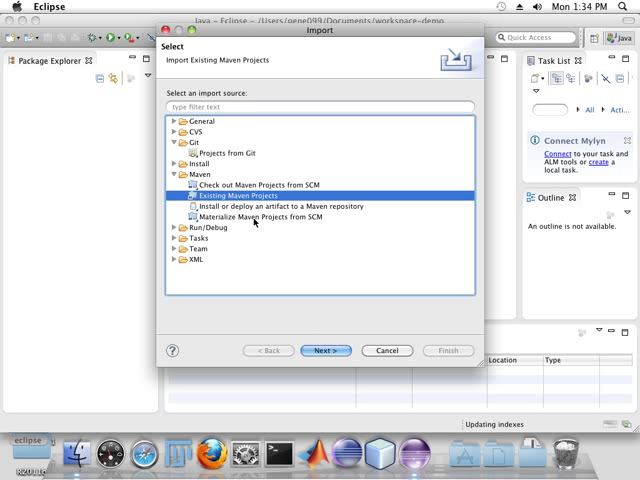 Eclipse
Mon 1:34 PM
Java – Eclipse – /Users/gene099/Documents/workspace-demo
Import
Quick Access
Java
Package Explorer
Select
Import Existing Maven Projects
Select an import source:
type filter text
General
CVS
Git
Projects from Git
Install
Maven
Check out Maven Projects from SCM
Existing Maven Projects
Install or deploy an artifact to a Maven repository
Materialize Maven Projects from SCM
Run/Debug
Tasks
Team
XML
< Back
Next >
Cancel
Finish
Task List
All
Connect Mylyn
Connect to your task and
ALM tools or create a
local task.
Outline
An outline is not available.
Location
Type
Updating indexes
eclipse